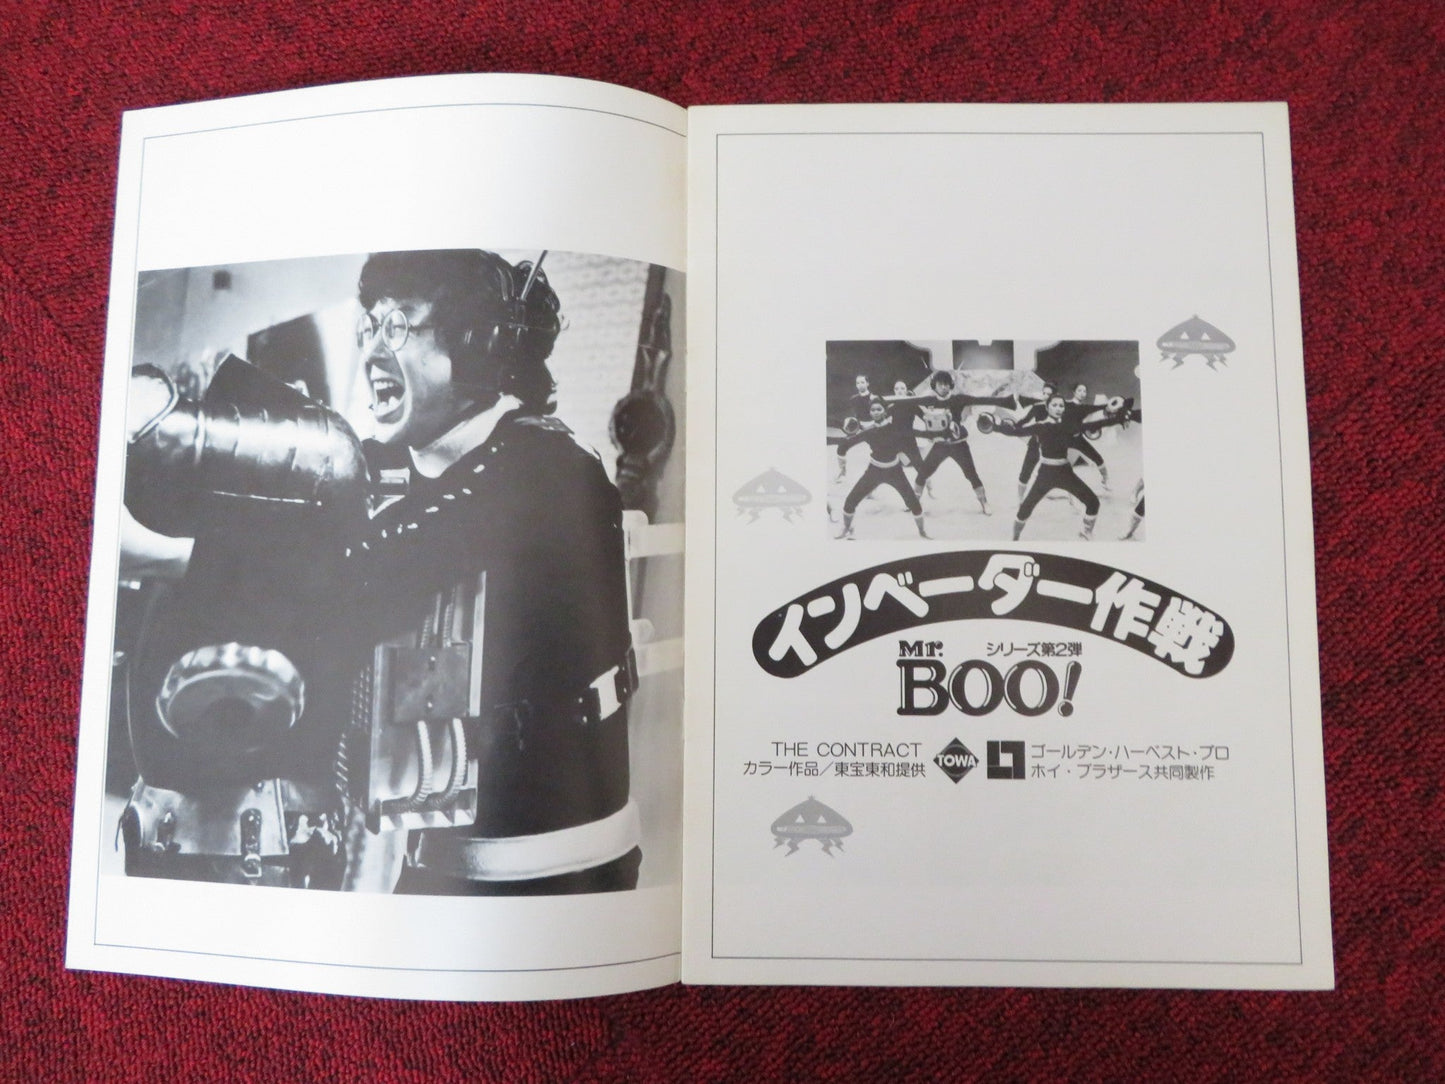 インベーダー作戦
Mr. シリーズ第2弾
BOO!
THE CONTRACT
カラー作品/東宝東和提供
TOWA
ゴールデン・ハーベスト・プロ
ホイ・ブラザース共同製作